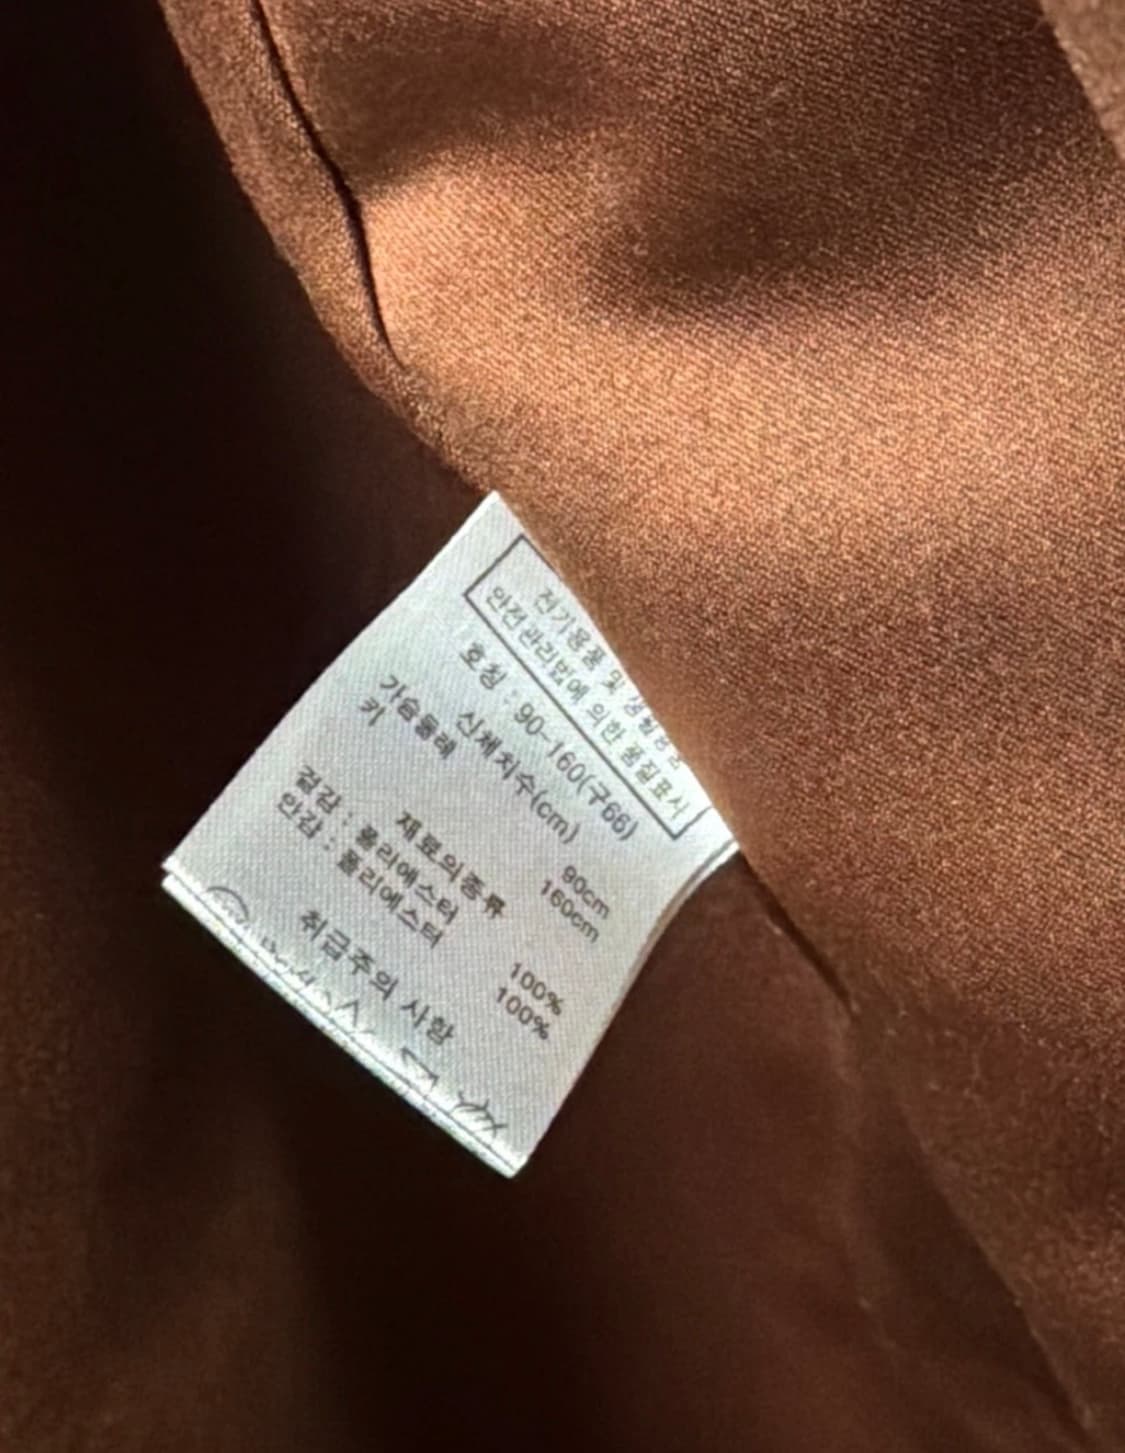 전기용품 및 생활용품
안전관리법에 의한 품질표시
호칭 : 90-160(구66)
신체치수(cm)
가슴둘레 90cm
키 160cm
재료의종류
겉감 : 폴리에스터 100%
안감 : 폴리에스터 100%
취급주의 사항